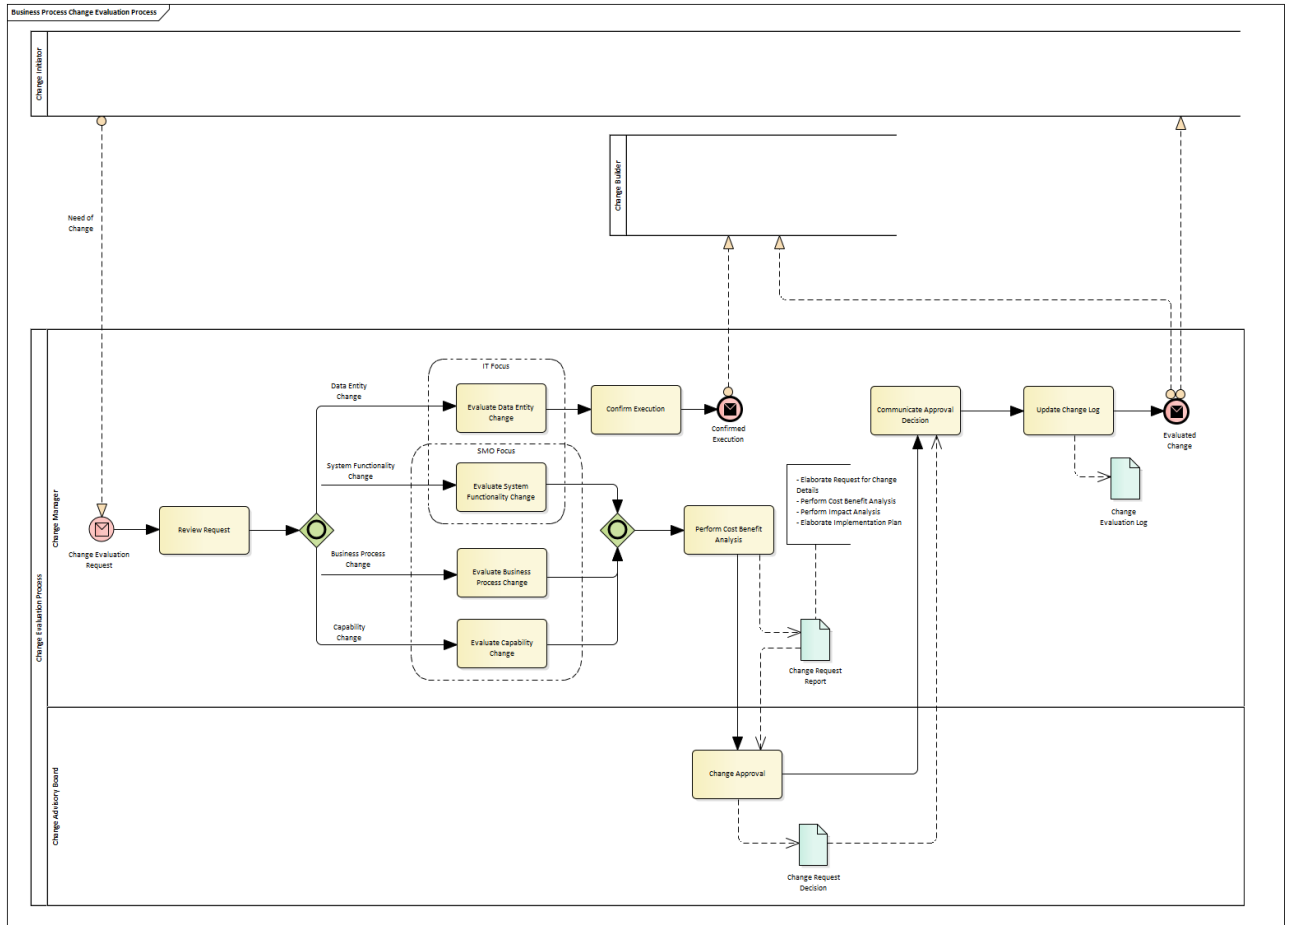 Business Process Change Evaluation Process
Change Initiator
Change Builder
Need of
Change
Change Evaluation Process
Change Manager
IT Focus
Data Entity
Change
Evaluate Data Entity
Change
Confirm Execution
Confirmed
Execution
Communicate Approval
Decision
Update Change Log
Evaluated
Change
SMO Focus
System Functionality
Change
Evaluate System
Functionality Change
- Elaborate Request for Change
Details
- Perform Cost Benefit Analysis
- Perform Impact Analysis
- Elaborate Implementation Plan
Change
Evaluation Log
Change Evaluation
Request
Review Request
Perform Cost Benefit
Analysis
Business Process
Change
Evaluate Business
Process Change
Capability
Change
Evaluate Capability
Change
Change Request
Report
Change Advisory Board
Change Approval
Change Request
Decision